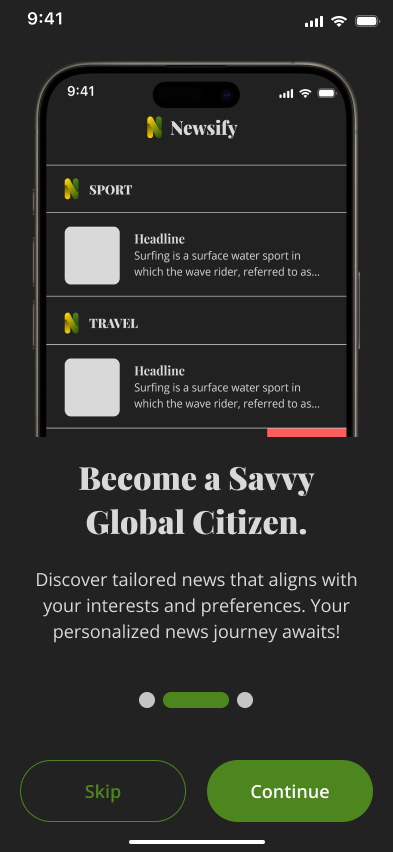 9:41
9:41
Newsify
SPORT
Headline
Surfing is a surface water sport in
which the wave rider, referred to as...
TRAVEL
Headline
Surfing is a surface water sport in
which the wave rider, referred to as...
Become a Savvy
Global Citizen.
Discover tailored news that aligns with
your interests and preferences. Your
personalized news journey awaits!
Skip
Continue